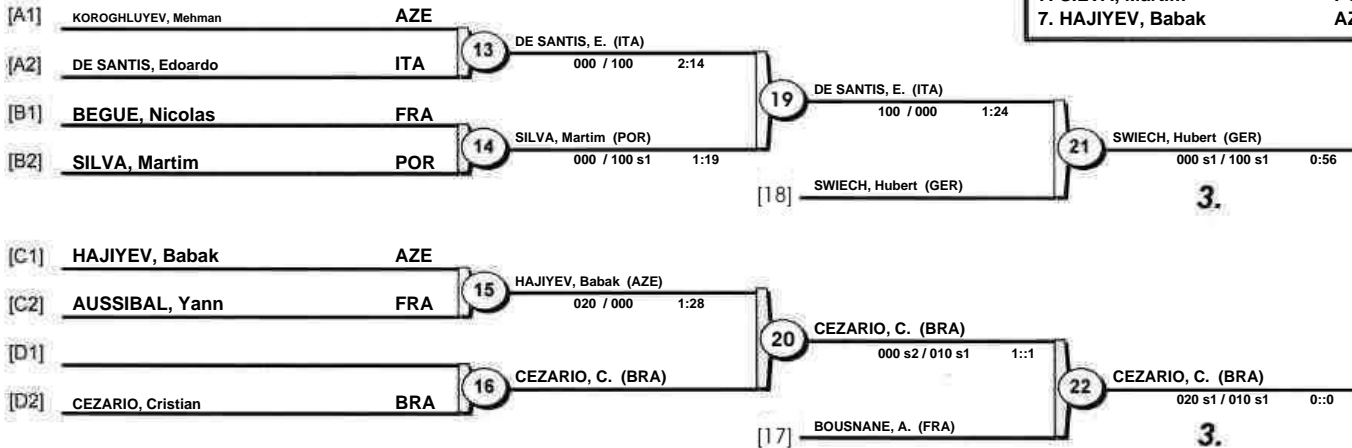 7. HAJIYEV, Babak AZ
[A1] KOROGHLUYEV, Mehman AZE
13
DE SANTIS, E. (ITA)
000 / 100 2:14
[A2] DE SANTIS, Edoardo ITA
19
DE SANTIS, E. (ITA)
100 / 000 1:24
[B1] BEGUE, Nicolas FRA
14
SILVA, Martim (POR)
000 / 100 s1 1:19
[B2] SILVA, Martim POR
21
SWIECH, Hubert (GER)
000 s1 / 100 s1 0:56
[18] SWIECH, Hubert (GER)
3.
[C1] HAJIYEV, Babak AZE
15
HAJIYEV, Babak (AZE)
020 / 000 1:28
[C2] AUSSIBAL, Yann FRA
20
CEZARIO, C. (BRA)
000 s2 / 010 s1 1::1
[D1]
16
CEZARIO, C. (BRA)
[D2] CEZARIO, Cristian BRA
22
CEZARIO, C. (BRA)
020 s1 / 010 s1 0::0
[17] BOUSNANE, A. (FRA)
3.